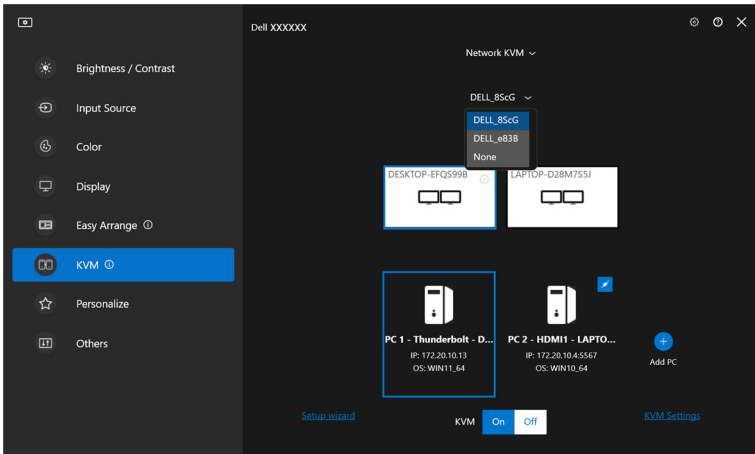 Dell XXXXXX
Brightness / Contrast
Input Source
Color
Display
Easy Arrange
KVM
Personalize
Others
Network KVM
DELL_8ScG
DELL_8ScG
DELL_e83B
None
DESKTOP-EFQS99B
LAPTOP-D28M7S5J
PC 1 - Thunderbolt - D...
IP: 172.20.10.13
OS: WIN11_64
PC 2 - HDMI1 - LAPTO...
IP: 172.20.10.4:5567
OS: WIN10_64
Add PC
Setup wizard
KVM On Off
KVM Settings